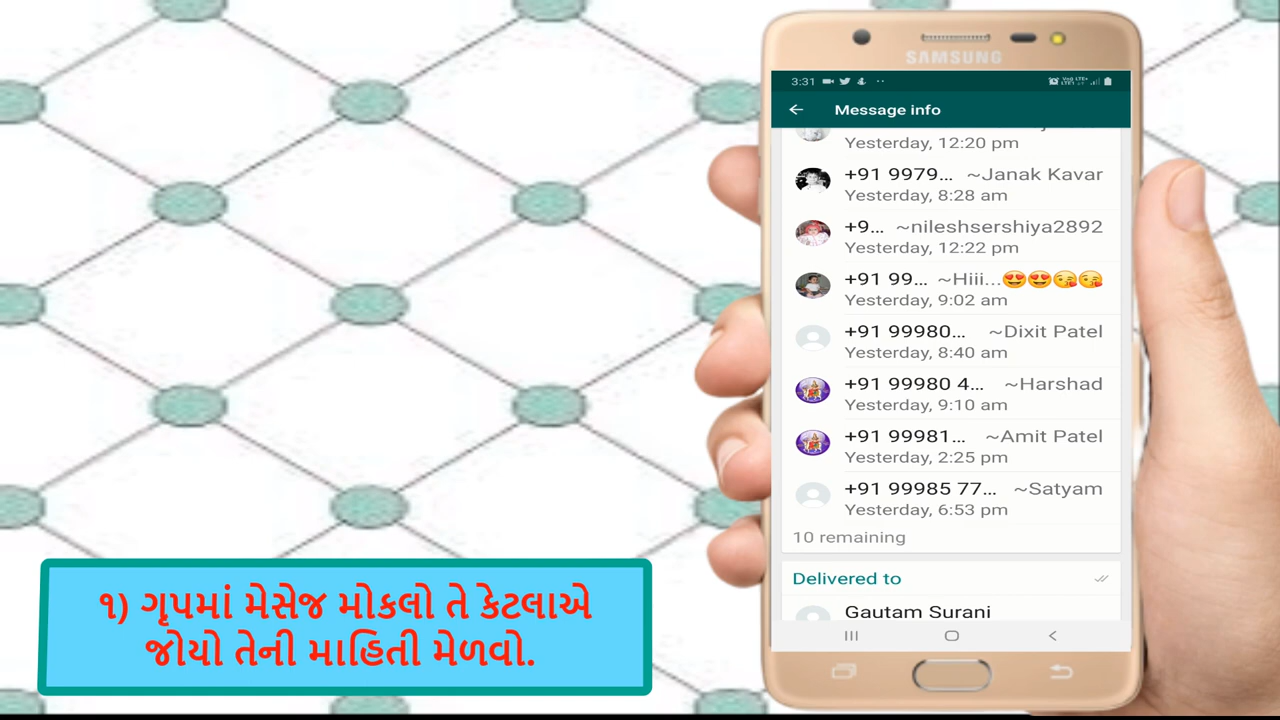 SAMSUNG
3:31
Message info
Yesterday, 12:20 pm
+91 9979... ~Janak Kavar
Yesterday, 8:28 am
+9... ~nileshsershiya2892
Yesterday, 12:22 pm
+91 99... ~Hiii...😍😍😘😘
Yesterday, 9:02 am
+91 99980... ~Dixit Patel
Yesterday, 8:40 am
+91 99980 4... ~Harshad
Yesterday, 9:10 am
+91 99981... ~Amit Patel
Yesterday, 2:25 pm
+91 99985 77... ~Satyam
Yesterday, 6:53 pm
10 remaining
Delivered to
Gautam Surani
૧) ગૃપમાં મેસેજ મોકલો તે કેટલાએ
જોયો તેની માહિતી મેળવો.